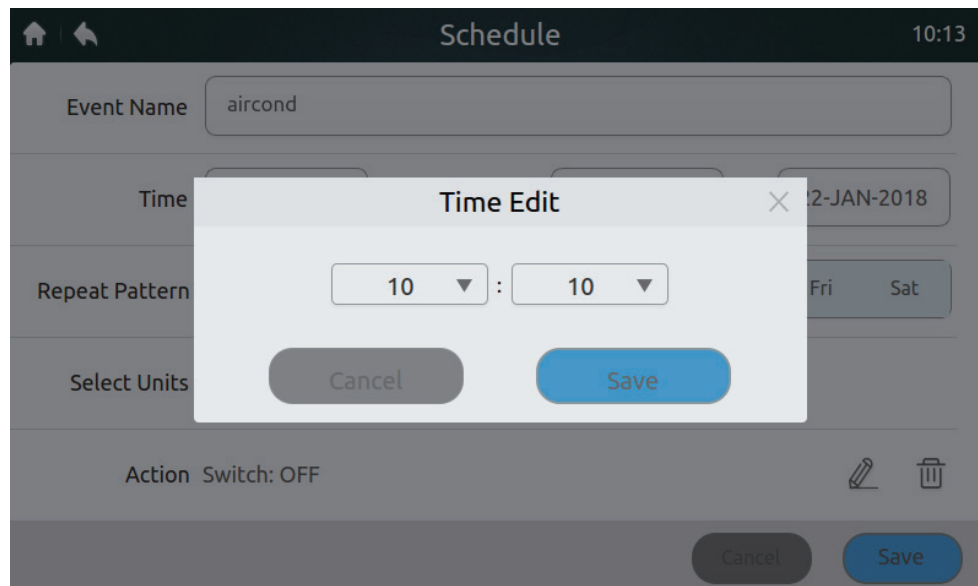 Schedule 10:13
Event Name aircond
Time 22-JAN-2018
Time Edit
10 : 10
Repeat Pattern Fri Sat
Cancel Save
Select Units
Action Switch: OFF
Cancel Save